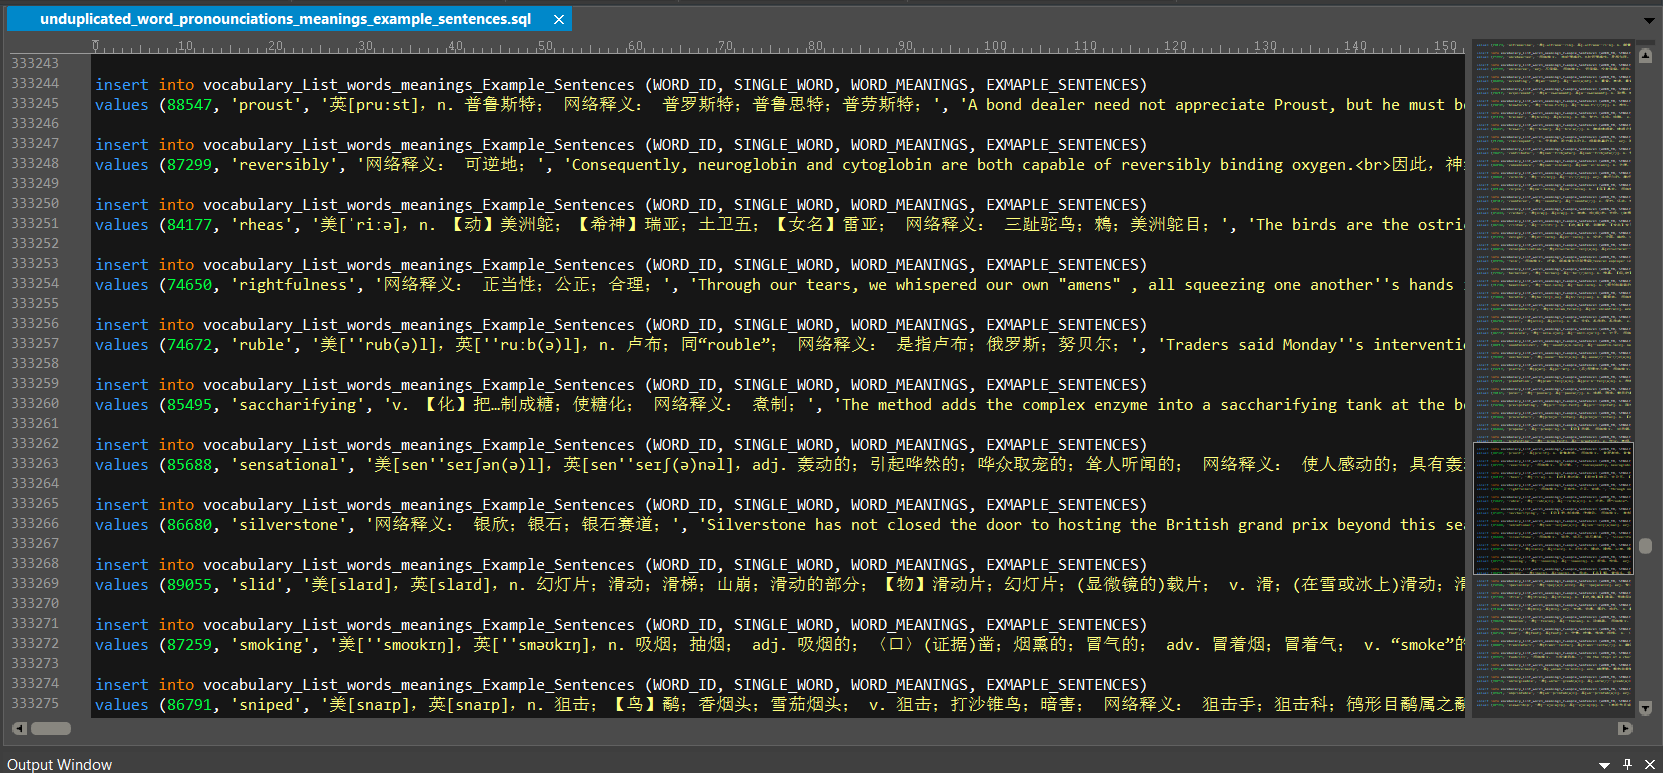 unduplicated_word_pronounciations_meanings_example_sentences.sql
0 10 20 30 40 50 60 70 80 90 100 110 120 130 140 150
333243
333244 insert into vocabulary_List_words_meanings_Example_Sentences (WORD_ID, SINGLE_WORD, WORD_MEANINGS, EXMAPLE_SENTENCES)
333245 values (88547, 'proust', '英[pru:st], n. 普鲁斯特； 网络释义： 普罗斯特；普鲁思特；普劳斯特；', 'A bond dealer need not appreciate Proust, but he must be
333246
333247 insert into vocabulary_List_words_meanings_Example_Sentences (WORD_ID, SINGLE_WORD, WORD_MEANINGS, EXMAPLE_SENTENCES)
333248 values (87299, 'reversibly', '网络释义： 可逆地；', 'Consequently, neuroglobin and cytoglobin are both capable of reversibly binding oxygen.<br>因此，神
333249
333250 insert into vocabulary_List_words_meanings_Example_Sentences (WORD_ID, SINGLE_WORD, WORD_MEANINGS, EXMAPLE_SENTENCES)
333251 values (84177, 'rheas', '美[ˈri:ə], n. 【动】美洲鸵；【希神】瑞亚；土卫五；【女名】雷亚； 网络释义： 三趾驼鸟；鶆；美洲鸵目；', 'The birds are the ostri
333252
333253 insert into vocabulary_List_words_meanings_Example_Sentences (WORD_ID, SINGLE_WORD, WORD_MEANINGS, EXMAPLE_SENTENCES)
333254 values (74650, 'rightfulness', '网络释义： 正当性；公正；合理；', 'Through our tears, we whispered our own "amens" , all squeezing one another''s hands
333255
333256 insert into vocabulary_List_words_meanings_Example_Sentences (WORD_ID, SINGLE_WORD, WORD_MEANINGS, EXMAPLE_SENTENCES)
333257 values (74672, 'ruble', '美[''rub(ə)l], 英[''ruːb(ə)l], n. 卢布；同“rouble”； 网络释义： 是指卢布；俄罗斯；努贝尔；', 'Traders said Monday''s interventi
333258
333259 insert into vocabulary_List_words_meanings_Example_Sentences (WORD_ID, SINGLE_WORD, WORD_MEANINGS, EXMAPLE_SENTENCES)
333260 values (85495, 'saccharifying', 'v. 【化】把…制成糖；使糖化； 网络释义： 煮制；', 'The method adds the complex enzyme into a saccharifying tank at the b
333261
333262 insert into vocabulary_List_words_meanings_Example_Sentences (WORD_ID, SINGLE_WORD, WORD_MEANINGS, EXMAPLE_SENTENCES)
333263 values (85688, 'sensational', '美[sen''seɪʃən(ə)l], 英[sen''seɪʃ(ə)nəl], adj. 轰动的；引起哗然的；哗众取宠的；耸人听闻的； 网络释义： 使人感动的；具有轰
333264
333265 insert into vocabulary_List_words_meanings_Example_Sentences (WORD_ID, SINGLE_WORD, WORD_MEANINGS, EXMAPLE_SENTENCES)
333266 values (86680, 'silverstone', '网络释义： 银欣；银石；银石赛道；', 'Silverstone has not closed the door to hosting the British grand prix beyond this sea
333267
333268 insert into vocabulary_List_words_meanings_Example_Sentences (WORD_ID, SINGLE_WORD, WORD_MEANINGS, EXMAPLE_SENTENCES)
333269 values (89055, 'slid', '美[slaɪd], 英[slaɪd], n. 幻灯片；滑动；滑梯；山崩；滑动的部分；【物】滑动片；幻灯片；(显微镜的)载片； v. 滑；(在雪或冰上)滑动；滑
333270
333271 insert into vocabulary_List_words_meanings_Example_Sentences (WORD_ID, SINGLE_WORD, WORD_MEANINGS, EXMAPLE_SENTENCES)
333272 values (87259, 'smoking', '美[''smoʊkɪŋ], 英[''sməʊkɪŋ], n. 吸烟；抽烟； adj. 吸烟的；〈口〉(证据)凿；烟熏的；冒气的； adv. 冒着烟；冒着气； v. “smoke”的
333273
333274 insert into vocabulary_List_words_meanings_Example_Sentences (WORD_ID, SINGLE_WORD, WORD_MEANINGS, EXMAPLE_SENTENCES)
333275 values (86791, 'sniped', '美[snaɪp], 英[snaɪp], n. 狙击；【鸟】鹬；香烟头；雪茄烟头； v. 狙击；打沙锥鸟；暗害； 网络释义： 狙击手；狙击科；鸻形目鹬属之鹬
Output Window